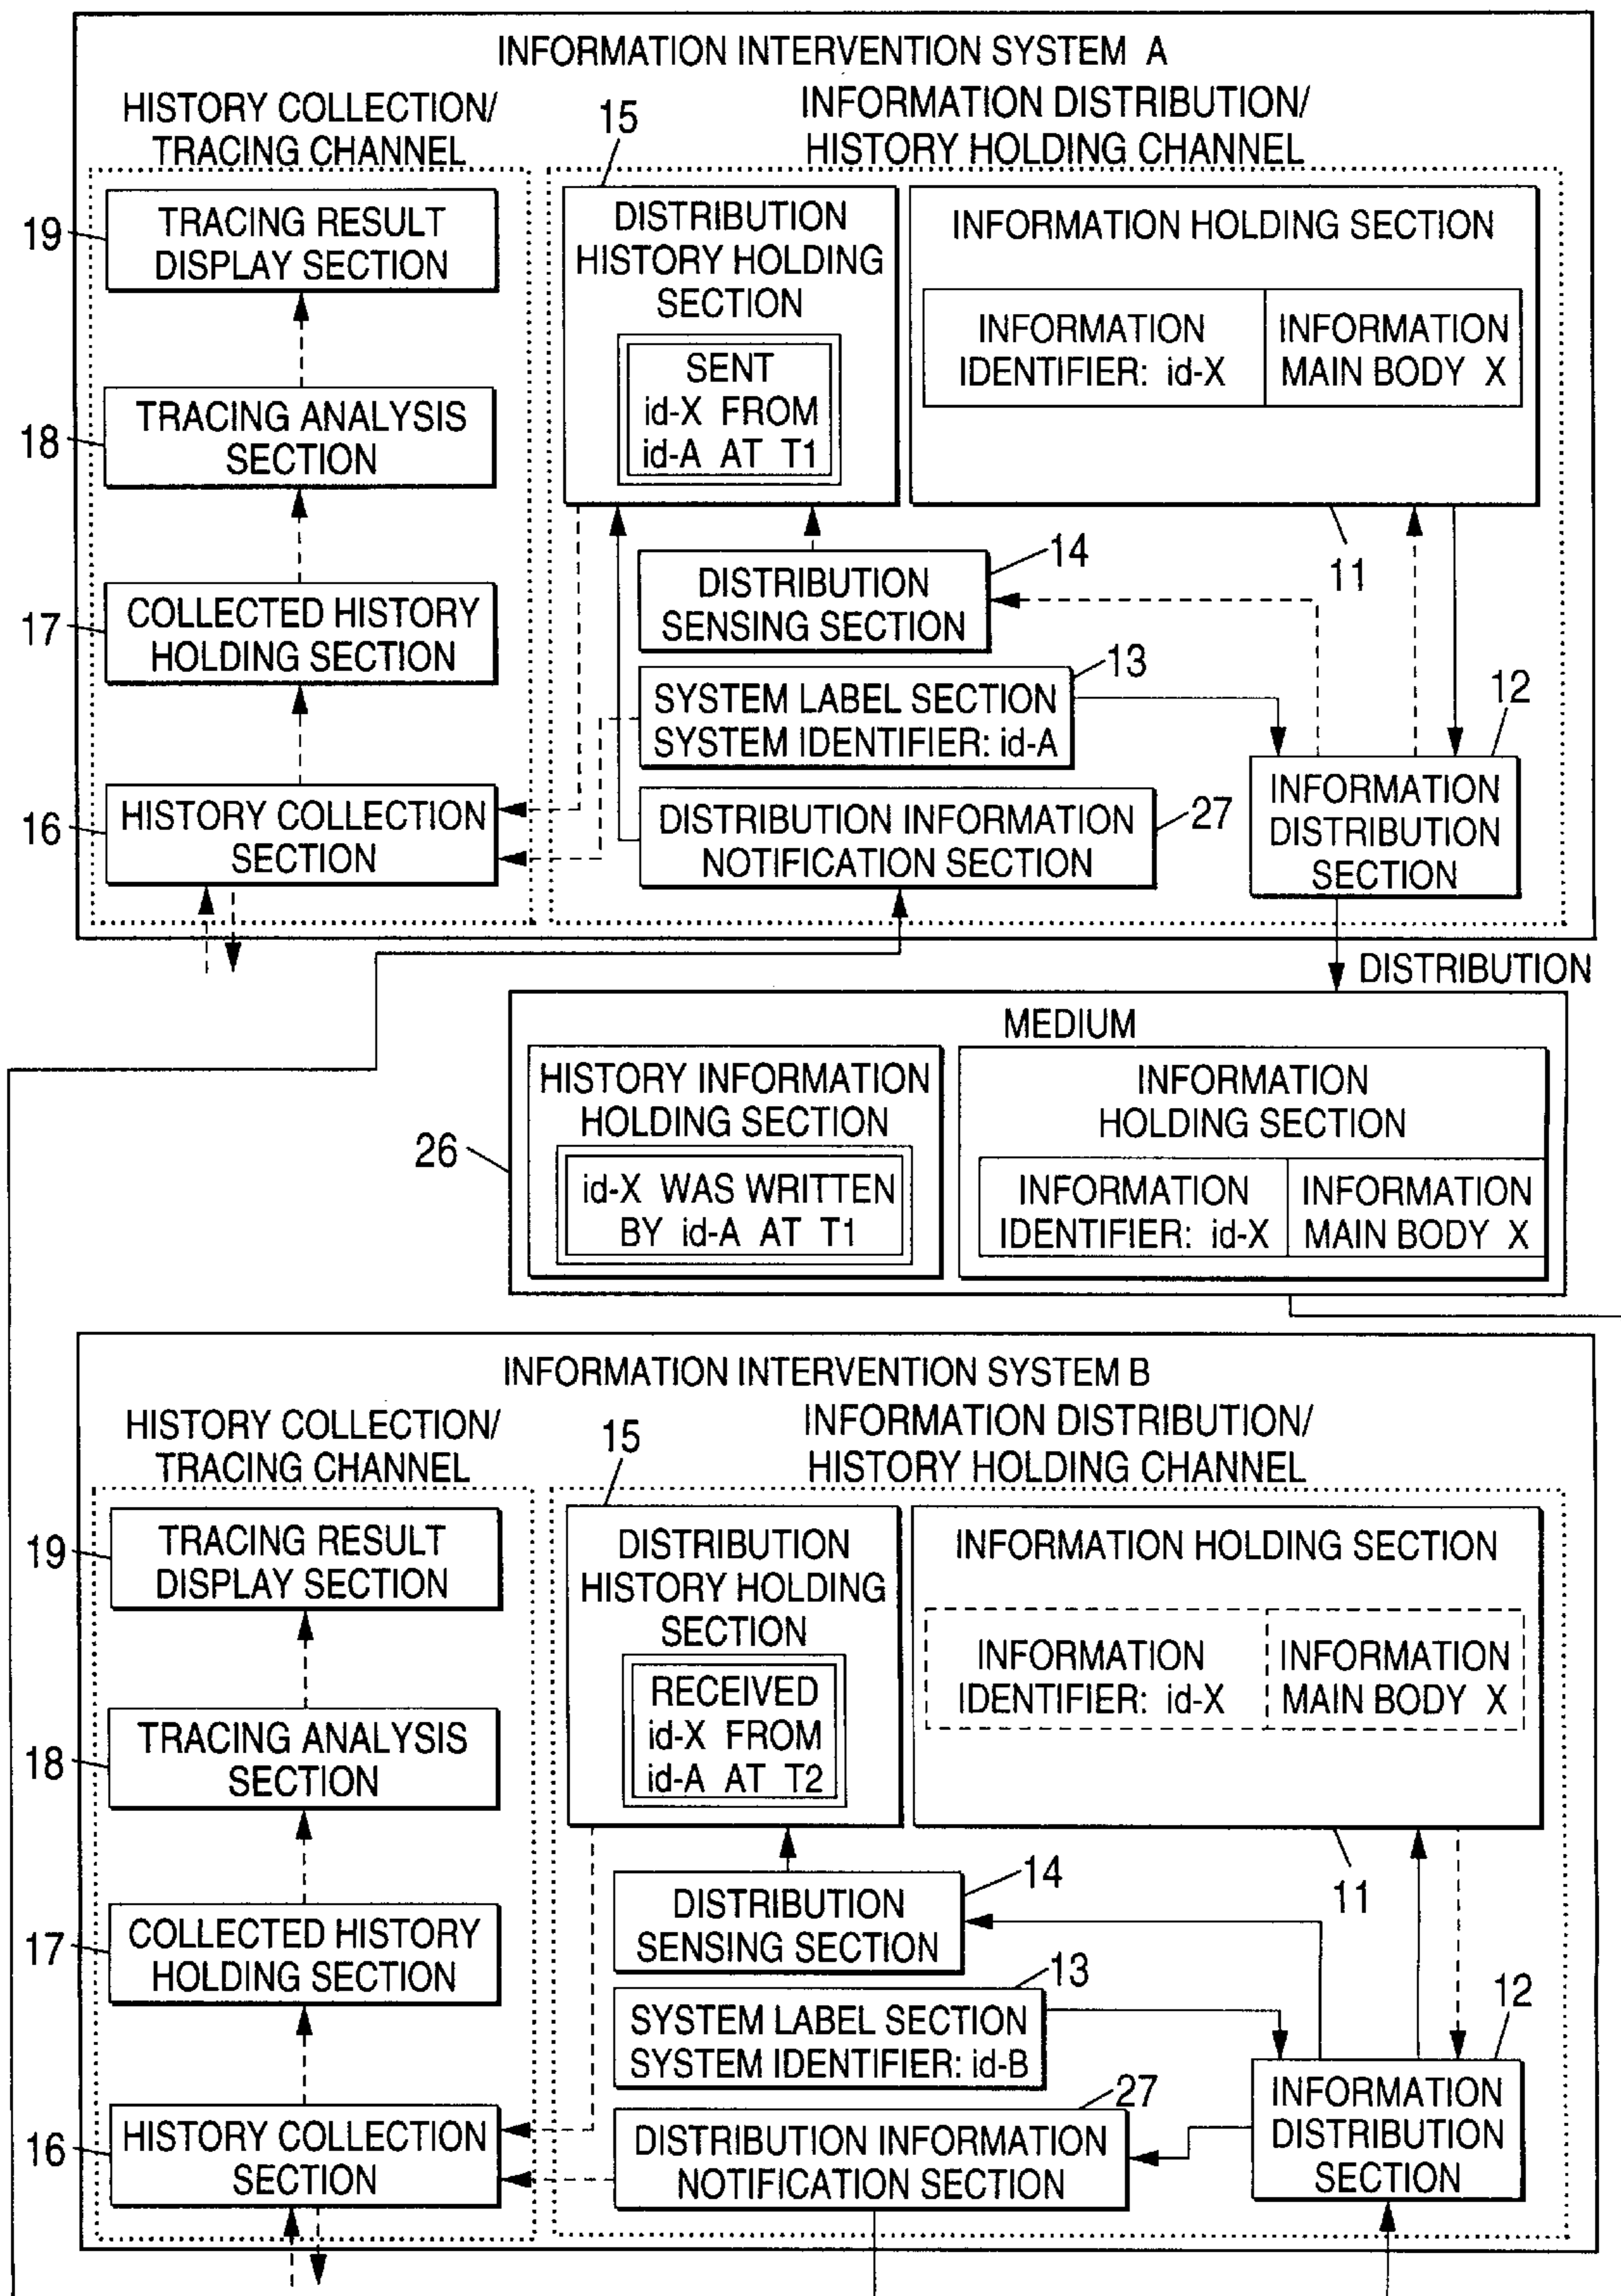 INFORMATION INTERVENTION SYSTEM A
HISTORY COLLECTION/
TRACING CHANNEL
INFORMATION DISTRIBUTION/
HISTORY HOLDING CHANNEL
15
19
TRACING RESULT
DISPLAY SECTION
DISTRIBUTION
HISTORY HOLDING
SECTION
SENT
id-X FROM
id-A AT T1
INFORMATION HOLDING SECTION
INFORMATION
IDENTIFIER: id-X
INFORMATION
MAIN BODY X
18
TRACING ANALYSIS
SECTION
14
DISTRIBUTION
SENSING SECTION
11
17
COLLECTED HISTORY
HOLDING SECTION
13
SYSTEM LABEL SECTION
SYSTEM IDENTIFIER: id-A
12
16
HISTORY COLLECTION
SECTION
DISTRIBUTION INFORMATION
NOTIFICATION SECTION
27
INFORMATION
DISTRIBUTION
SECTION
DISTRIBUTION
MEDIUM
26
HISTORY INFORMATION
HOLDING SECTION
id-X WAS WRITTEN
BY id-A AT T1
INFORMATION
HOLDING SECTION
INFORMATION
IDENTIFIER: id-X
INFORMATION
MAIN BODY X
INFORMATION INTERVENTION SYSTEM B
HISTORY COLLECTION/
TRACING CHANNEL
INFORMATION DISTRIBUTION/
HISTORY HOLDING CHANNEL
15
19
TRACING RESULT
DISPLAY SECTION
DISTRIBUTION
HISTORY HOLDING
SECTION
RECEIVED
id-X FROM
id-A AT T2
INFORMATION HOLDING SECTION
INFORMATION
IDENTIFIER: id-X
INFORMATION
MAIN BODY X
18
TRACING ANALYSIS
SECTION
14
DISTRIBUTION
SENSING SECTION
11
17
COLLECTED HISTORY
HOLDING SECTION
13
SYSTEM LABEL SECTION
SYSTEM IDENTIFIER: id-B
12
16
HISTORY COLLECTION
SECTION
27
DISTRIBUTION INFORMATION
NOTIFICATION SECTION
INFORMATION
DISTRIBUTION
SECTION